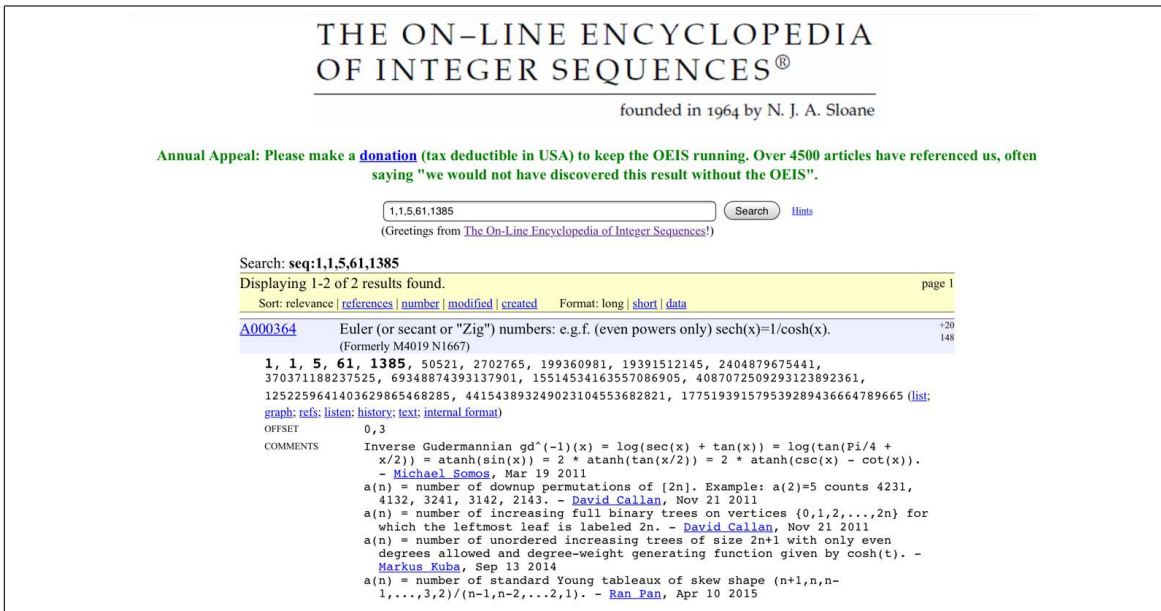 THE ON–LINE ENCYCLOPEDIA
OF INTEGER SEQUENCES®
founded in 1964 by N. J. A. Sloane
Annual Appeal: Please make a donation (tax deductible in USA) to keep the OEIS running. Over 4500 articles have referenced us, often
saying "we would not have discovered this result without the OEIS".
1,1,5,61,1385 Search Hints
(Greetings from The On-Line Encyclopedia of Integer Sequences!)
Search: seq:1,1,5,61,1385
Displaying 1-2 of 2 results found. page 1
Sort: relevance | references | number | modified | created Format: long | short | data
A000364 Euler (or secant or "Zig") numbers: e.g.f. (even powers only) sech(x)=1/cosh(x). +20
(Formerly M4019 N1667) 148
1, 1, 5, 61, 1385, 50521, 2702765, 199360981, 19391512145, 2404879675441,
370371188237525, 69348874393137901, 15514534163557086905, 4087072509293123892361,
1252259641403629865468285, 441543893249023104553682821, 177519391579539289436664789665 (list;
graph; refs; listen; history; text; internal format)
OFFSET 0,3
COMMENTS Inverse Gudermannian gd^(-1)(x) = log(sec(x) + tan(x)) = log(tan(Pi/4 +
x/2)) = atanh(sin(x)) = 2 * atanh(tan(x/2)) = 2 * atanh(csc(x) - cot(x)).
- Michael Somos, Mar 19 2011
a(n) = number of downup permutations of [2n]. Example: a(2)=5 counts 4231,
4132, 3241, 3142, 2143. - David Callan, Nov 21 2011
a(n) = number of increasing full binary trees on vertices {0,1,2,...,2n} for
which the leftmost leaf is labeled 2n. - David Callan, Nov 21 2011
a(n) = number of unordered increasing trees of size 2n+1 with only even
degrees allowed and degree-weight generating function given by cosh(t). -
Markus Kuba, Sep 13 2014
a(n) = number of standard Young tableaux of skew shape (n+1,n,n-
1,...,3,2)/(n-1,n-2,...2,1). - Ran Pan, Apr 10 2015